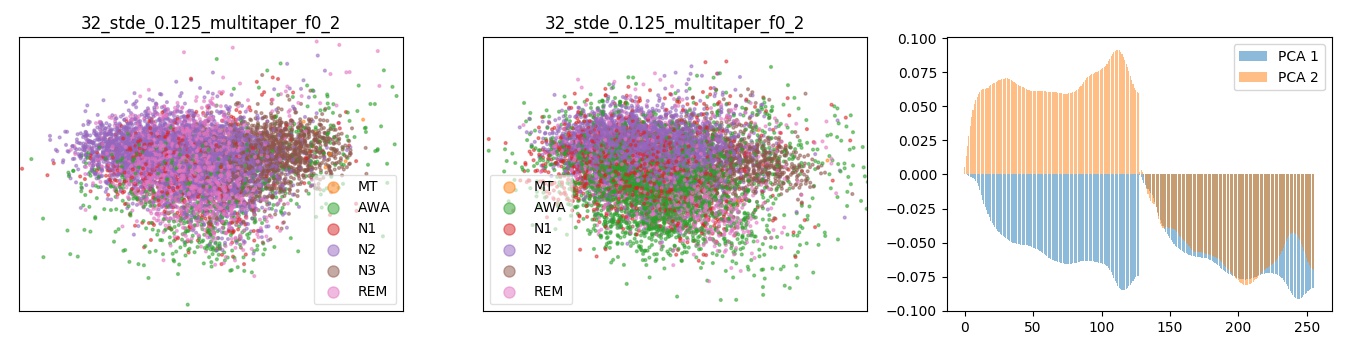 32_stde_0.125_multitaper_f0_2
MT
AWA
N1
N2
N3
REM
32_stde_0.125_multitaper_f0_2
MT
AWA
N1
N2
N3
REM
PCA 1
PCA 2
0.100
0.075
0.050
0.025
0.000
−0.025
−0.050
−0.075
−0.100
0 50 100 150 200 250